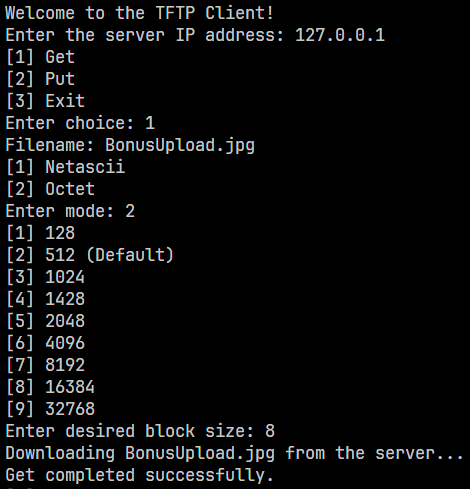 Welcome to the TFTP Client!
Enter the server IP address: 127.0.0.1
[1] Get
[2] Put
[3] Exit
Enter choice: 1
Filename: BonusUpload.jpg
[1] Netascii
[2] Octet
Enter mode: 2
[1] 128
[2] 512 (Default)
[3] 1024
[4] 1428
[5] 2048
[6] 4096
[7] 8192
[8] 16384
[9] 32768
Enter desired block size: 8
Downloading BonusUpload.jpg from the server...
Get completed successfully.